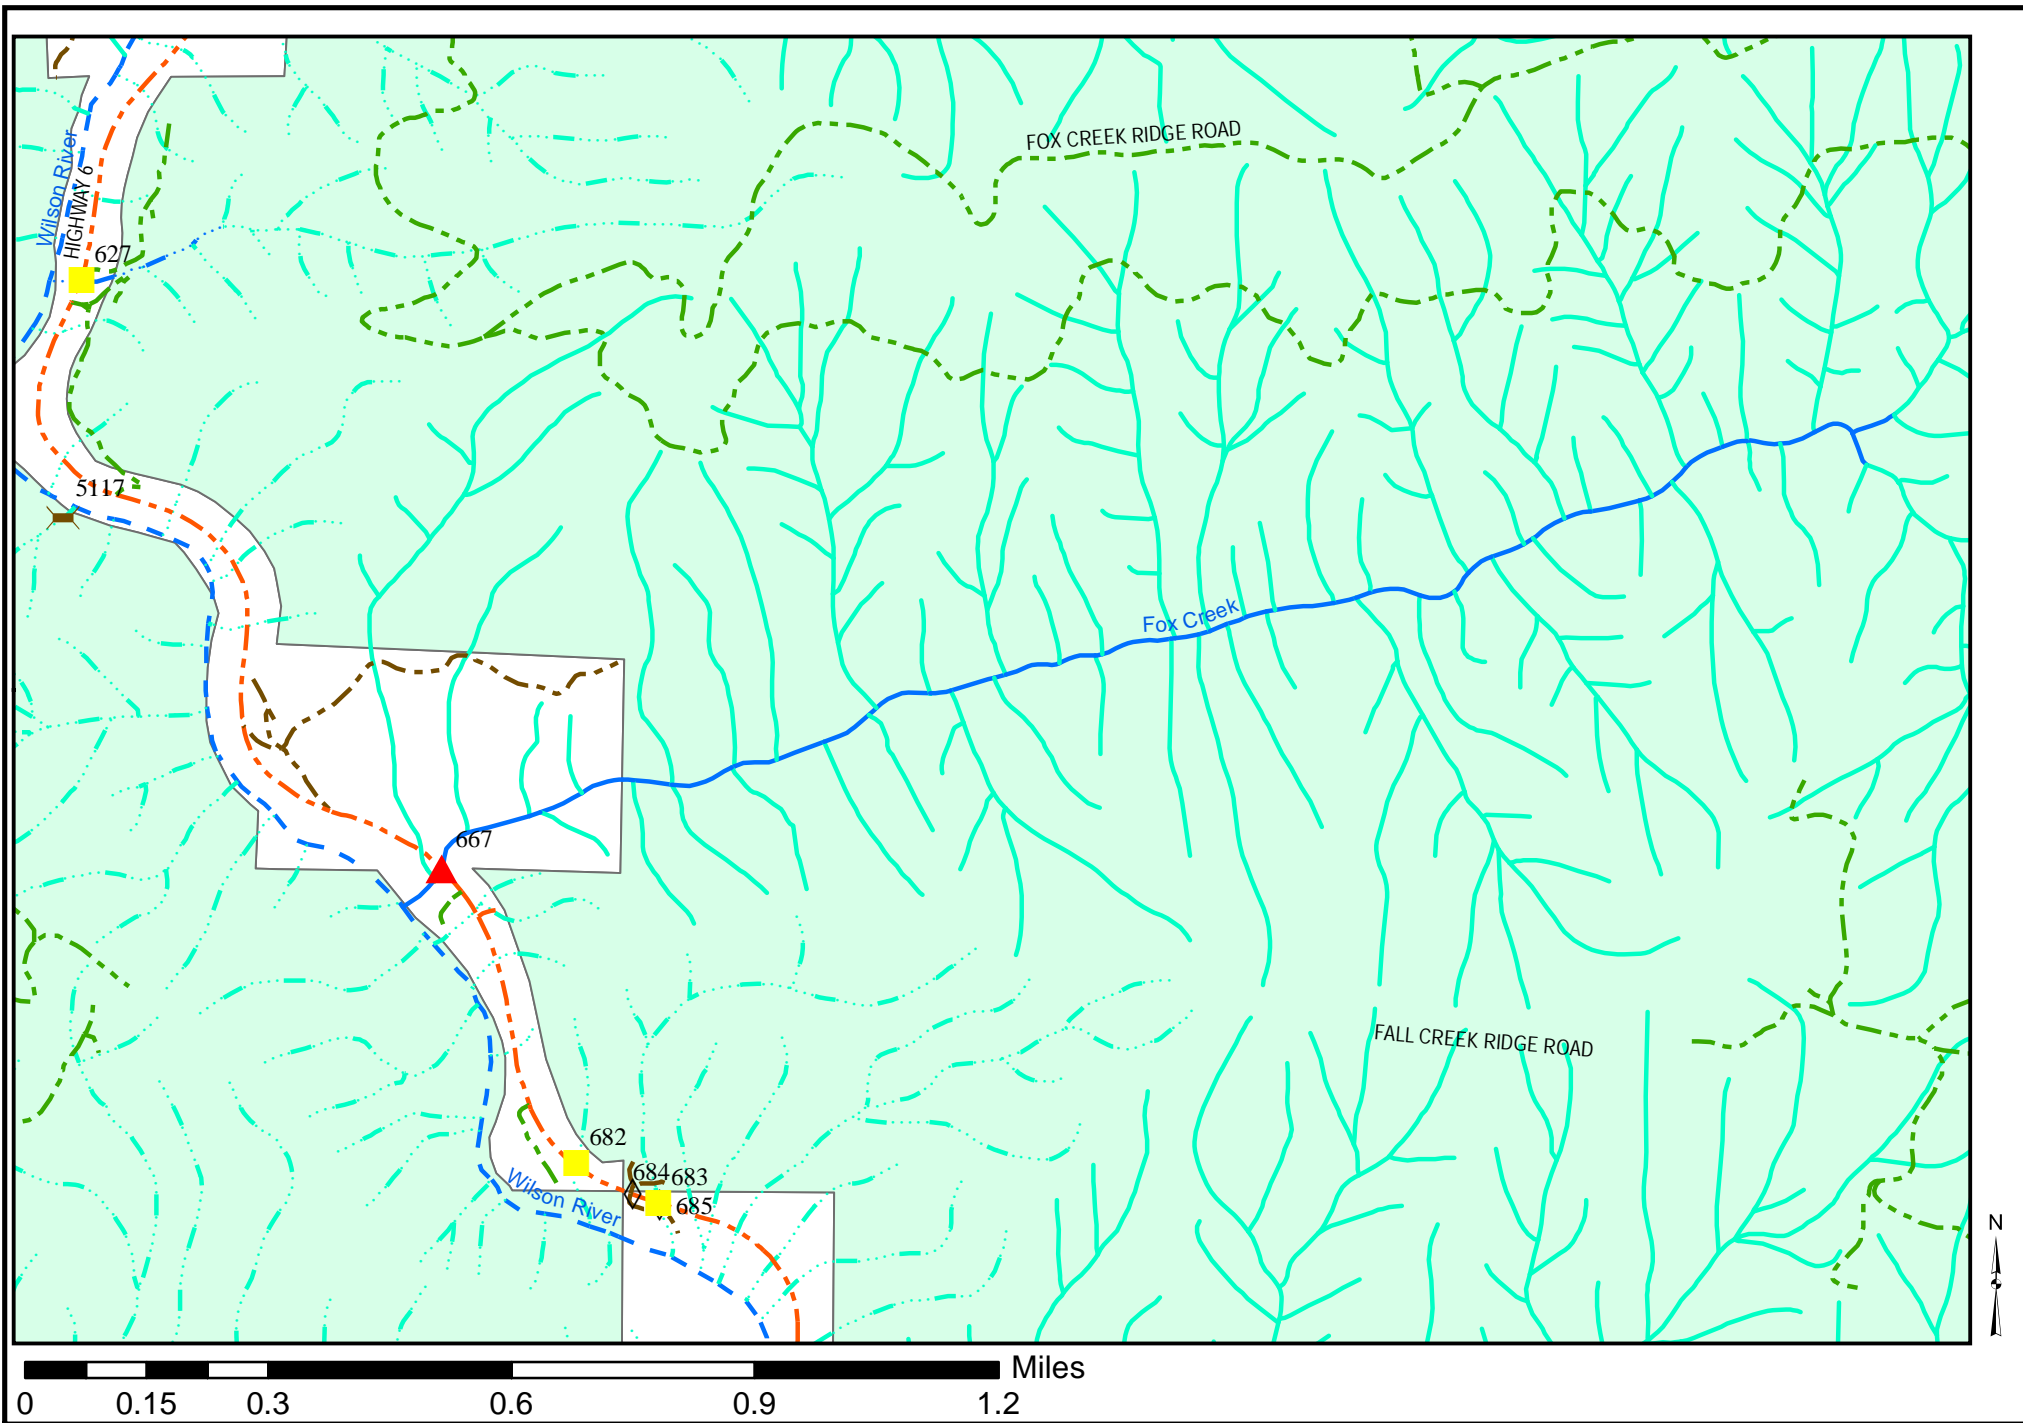 FOX CREEK RIDGE ROAD
Wilson River
HIGHWAY 6
627
5117
Fox Creek
667
FALL CREEK RIDGE ROAD
682
684
683
685
Wilson River
N
Miles
0 0.15 0.3 0.6 0.9 1.2